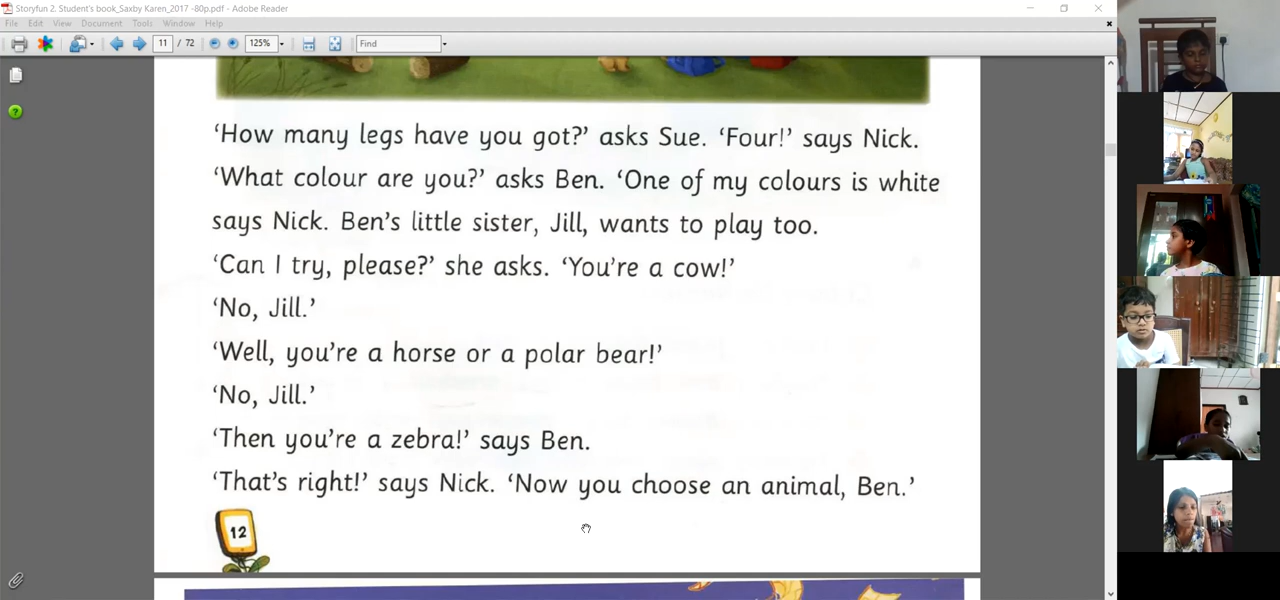 Storyfun 2. Student's book_Saxby Karen_2017 -80p.pdf - Adobe Reader
File Edit View Document Tools Window Help
11 / 72 125% Find
'How many legs have you got?' asks Sue. 'Four!' says Nick.
'What colour are you?' asks Ben. 'One of my colours is white
says Nick. Ben's little sister, Jill, wants to play too.
'Can I try, please?' she asks. 'You're a cow!'
'No, Jill.'
'Well, you're a horse or a polar bear!'
'No, Jill.'
'Then you're a zebra!' says Ben.
'That's right!' says Nick. 'Now you choose an animal, Ben.'
12